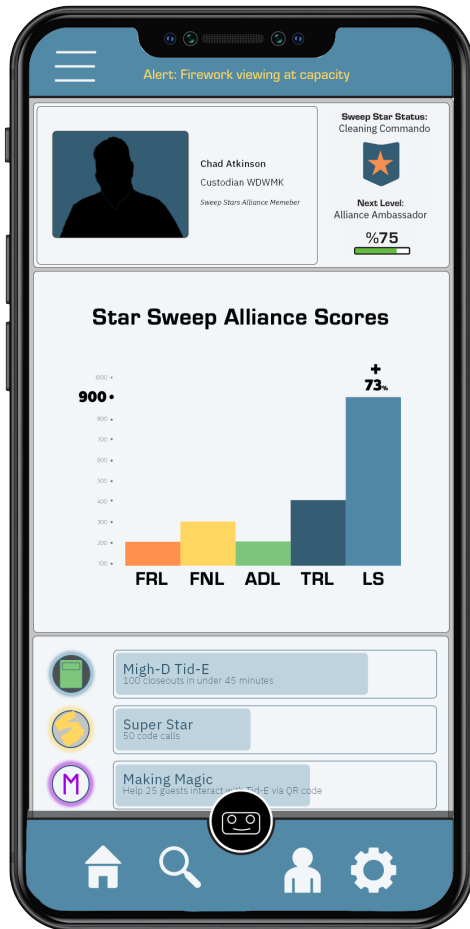 Alert: Firework viewing at capacity
Chad Atkinson
Custodian WDWMK
Sweep Stars Alliance Memeber
Sweep Star Status:
Cleaning Commando
Next Level:
Alliance Ambassador
%75
Star Sweep Alliance Scores
+
73%
1000
900
800
700
600
500
400
300
200
100
FRL FNL ADL TRL LS
Migh-D Tid-E
100 closeouts in under 45 minutes
Super Star
50 code calls
M
Making Magic
Help 25 guests interact with Tid-E via QR code